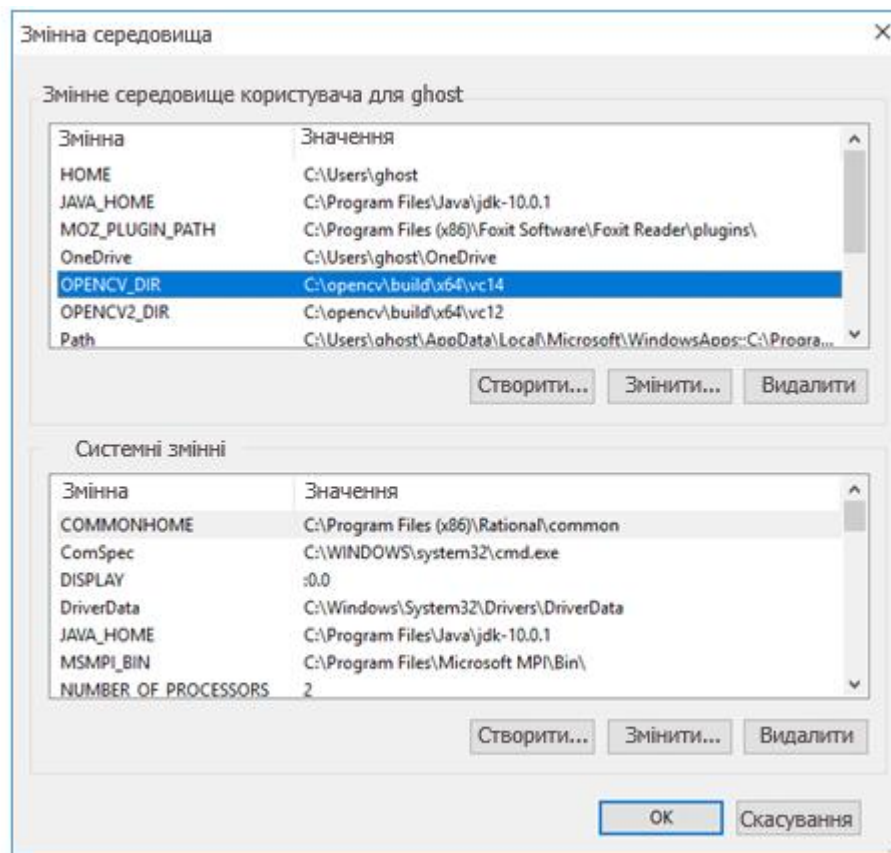 Змінна середовища
Змінне середовище користувача для ghost
Змінна Значення
HOME C:\Users\ghost
JAVA_HOME C:\Program Files\Java\jdk-10.0.1
MOZ_PLUGIN_PATH C:\Program Files (x86)\Foxit Software\Foxit Reader\plugins\
OneDrive C:\Users\ghost\OneDrive
OPENCV_DIR C:\opencv\build\x64\vc14
OPENCV2_DIR C:\opencv\build\x64\vc12
Path C:\Users\ghost\AppData\Local\Microsoft\WindowsApps;;C:\Progra...
Створити... Змінити... Видалити
Системні змінні
Змінна Значення
COMMONHOME C:\Program Files (x86)\Rational\common
ComSpec C:\WINDOWS\system32\cmd.exe
DISPLAY :0.0
DriverData C:\Windows\System32\Drivers\DriverData
JAVA_HOME C:\Program Files\Java\jdk-10.0.1
MSMPI_BIN C:\Program Files\Microsoft MPI\Bin\
NUMBER_OF_PROCESSORS 2
Створити... Змінити... Видалити
OK Скасування